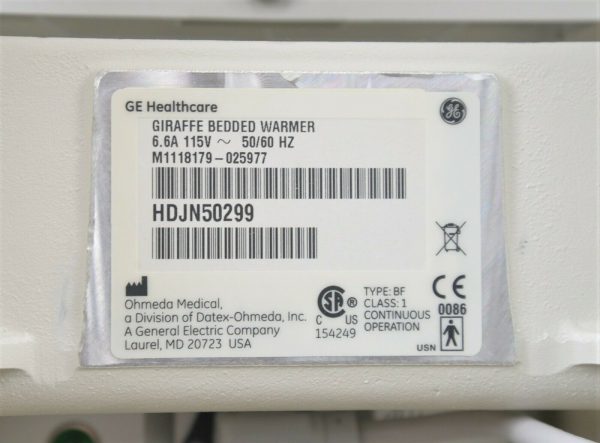 GE Healthcare
GIRAFFE BEDDED WARMER
6.6A 115V ~ 50/60 HZ
M1118179-025977
HDJN50299
Ohmeda Medical,
a Division of Datex-Ohmeda, Inc.
A General Electric Company
Laurel, MD 20723 USA
C US
154249
TYPE: BF
CLASS: 1
CONTINUOUS
OPERATION
CE
0086
USN